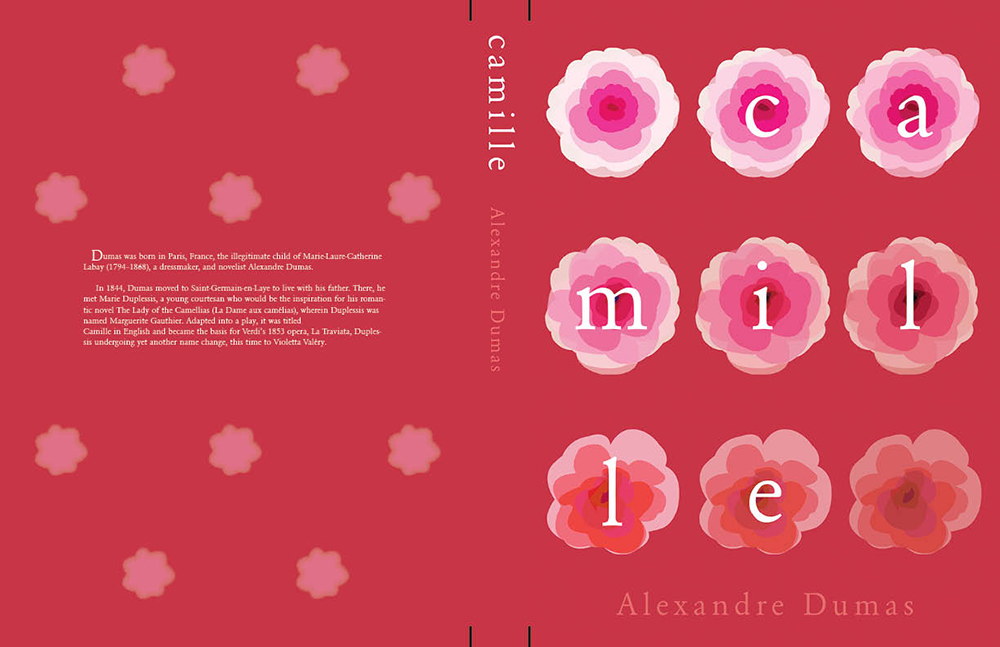 Dumas was born in Paris, France, the illegitimate child of Marie-Laure-Catherine
Labay (1794-1868), a dressmaker, and novelist Alexandre Dumas.
In 1844, Dumas moved to Saint-Germain-en-Laye to live with his father. There, he
met Marie Duplessis, a young courtesan who would be the inspiration for his roman-
tic novel The Lady of the Camellias (La Dame aux camélias), wherein Duplessis was
named Marguerite Gauthier. Adapted into a play, it was titled
Camille in English and became the basis for Verdi's 1853 opera, La Traviata, Duples-
sis undergoing yet another name change, this time to Violetta Valéry.
camille
Alexandre Dumas
c a
m i l
l e
Alexandre Dumas